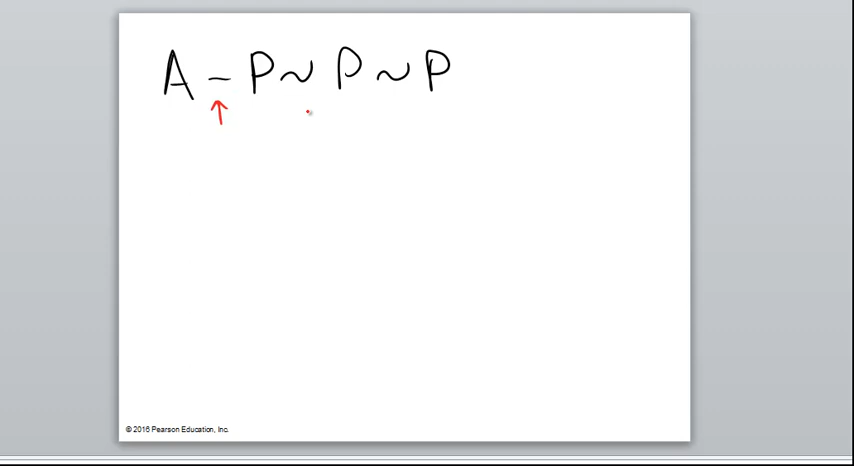 A – P ~ P ~ P
© 2016 Pearson Education, Inc.